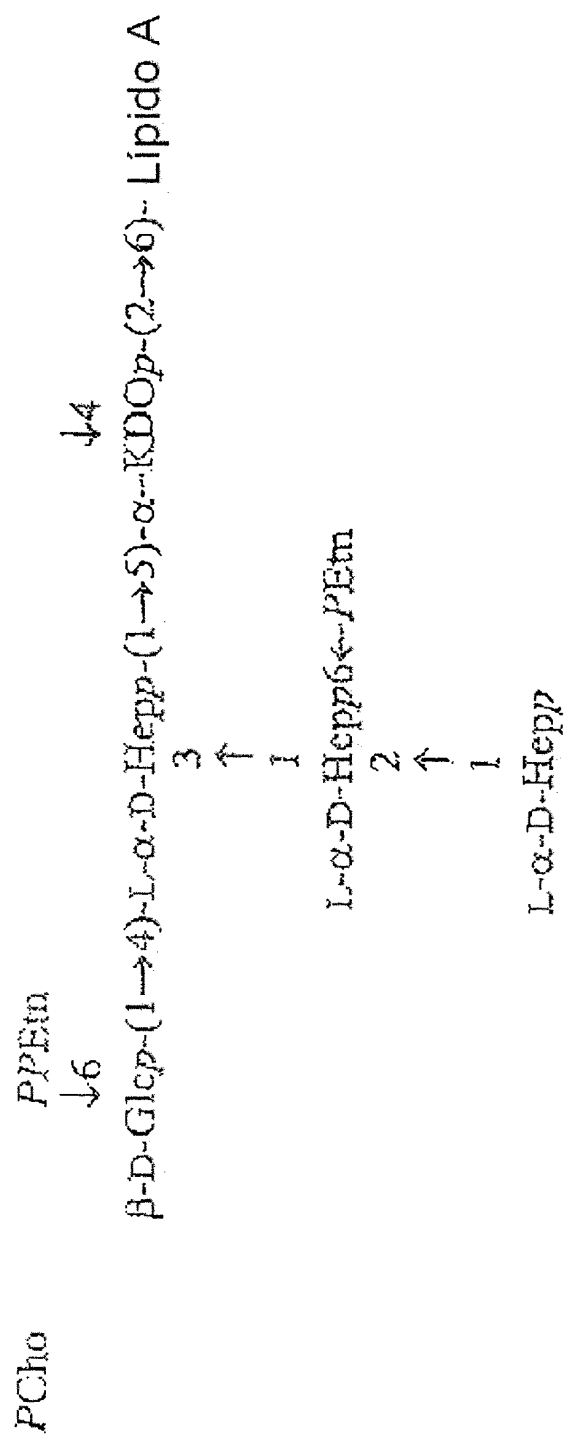 PCho PPEtn
↓6 ↓4
β-D-Glcp-(1→4)-L-α-D-Hepp-(1→5)-α-KDOp-(2→6)- Lípido A
3
↑
1
L-α-D-Hepp6←PEtn
2
↑
1
L-α-D-Hepp